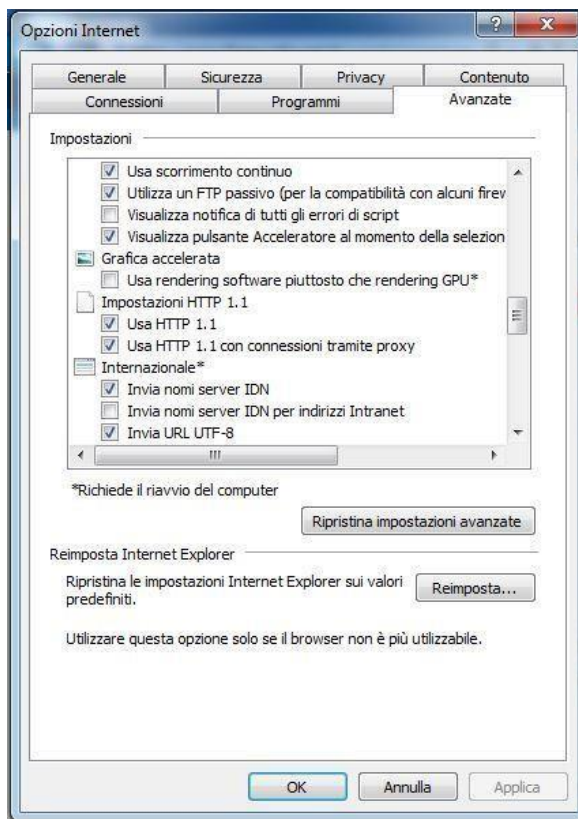 Opzioni Internet
Generale Sicurezza Privacy Contenuto
Connessioni Programmi Avanzate
Impostazioni
Usa scorrimento continuo
Utilizza un FTP passivo (per la compatibilità con alcuni firew
Visualizza notifica di tutti gli errori di script
Visualizza pulsante Acceleratore al momento della selezion
Grafica accelerata
Usa rendering software piuttosto che rendering GPU*
Impostazioni HTTP 1.1
Usa HTTP 1.1
Usa HTTP 1.1 con connessioni tramite proxy
Internazionale*
Invia nomi server IDN
Invia nomi server IDN per indirizzi Intranet
Invia URL UTF-8
*Richiede il riavvio del computer
Ripristina impostazioni avanzate
Reimposta Internet Explorer
Ripristina le impostazioni Internet Explorer sui valori
predefiniti.
Reimposta...
Utilizzare questa opzione solo se il browser non è più utilizzabile.
OK Annulla Applica